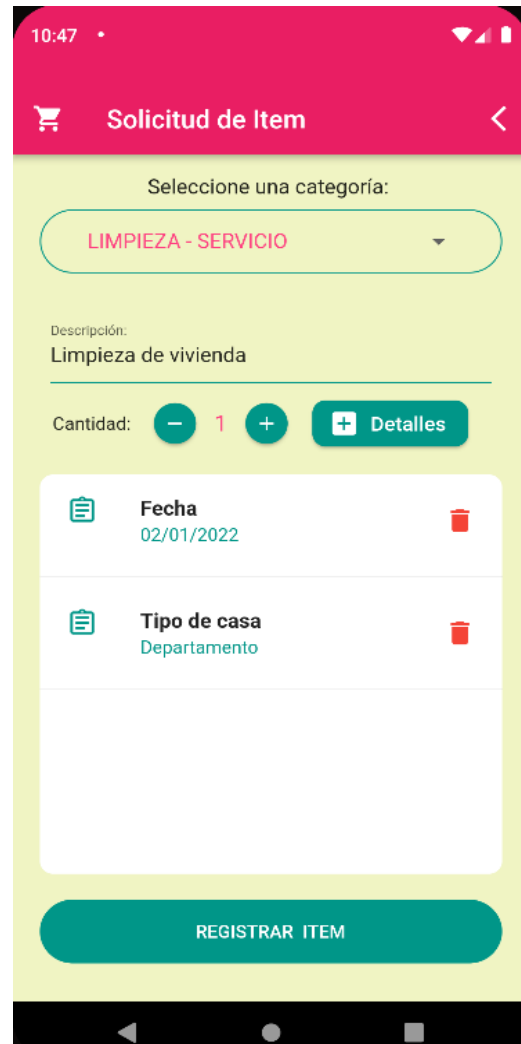 10:47
Solicitud de Item
Seleccione una categoría:
LIMPIEZA - SERVICIO
Descripción:
Limpieza de vivienda
Cantidad: 1 Detalles
Fecha
02/01/2022
Tipo de casa
Departamento
REGISTRAR ITEM